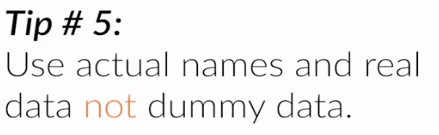 Tip # 5:
Use actual names and real
data not dummy data.